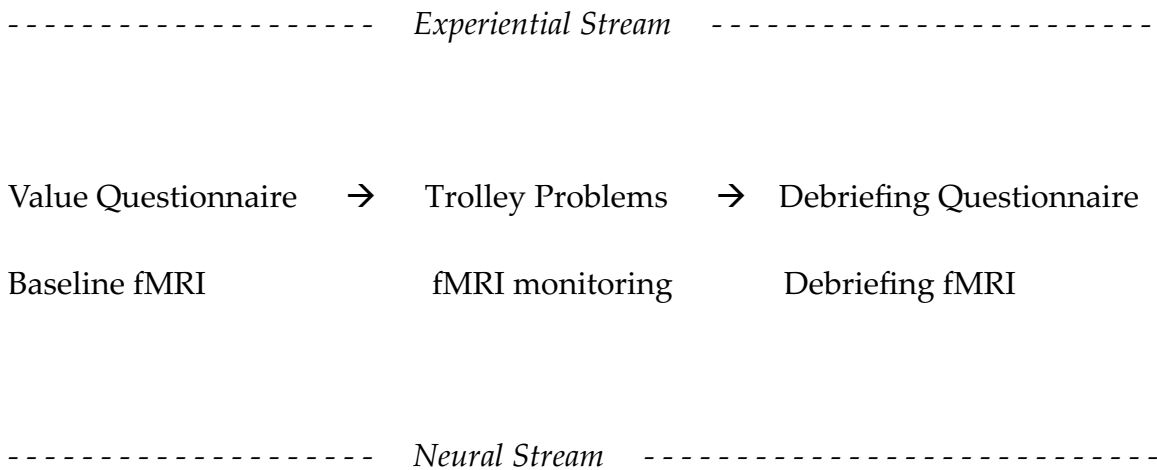 - - - - - - - - - - - - - - - - - - - - Experiential Stream - - - - - - - - - - - - - - - - - - - - - - - -
Value Questionnaire → Trolley Problems → Debriefing Questionnaire
Baseline fMRI fMRI monitoring Debriefing fMRI
- - - - - - - - - - - - - - - - - - - - Neural Stream - - - - - - - - - - - - - - - - - - - - - - - - - - - -